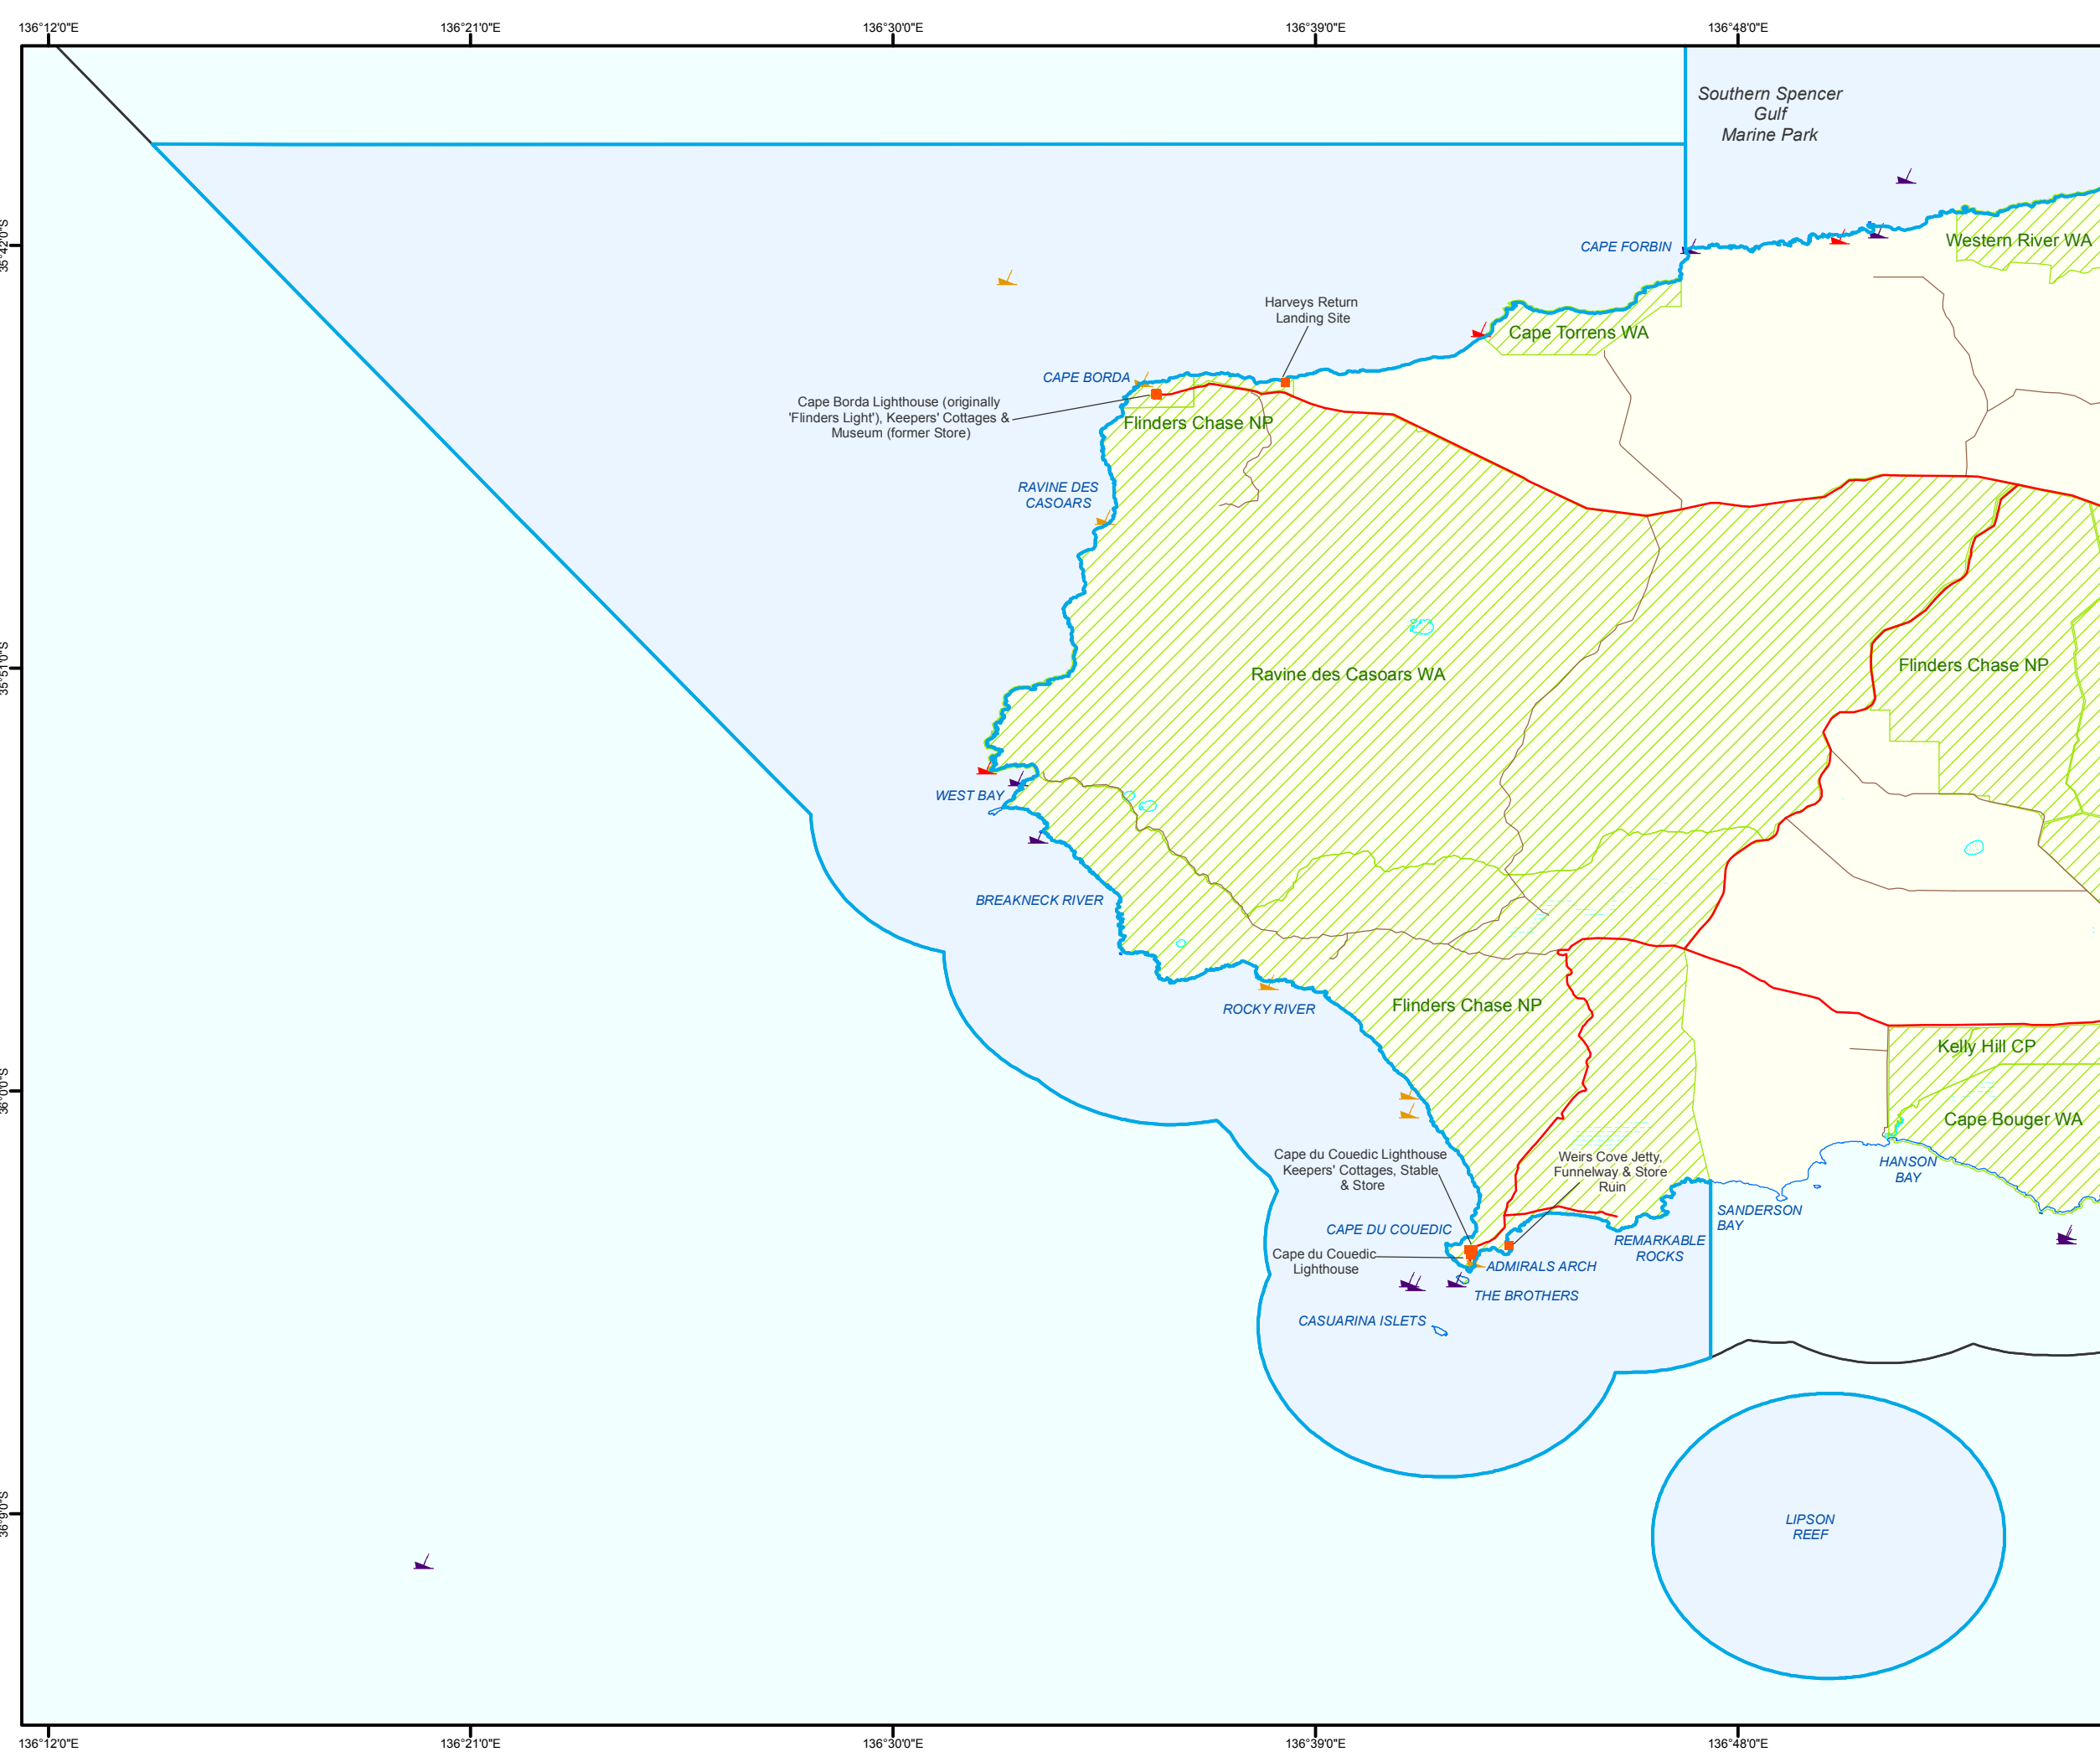 136°12'0"E
136°21'0"E
136°30'0"E
136°39'0"E
136°48'0"E
Southern Spencer
Gulf
Marine Park
35°42'0"S
CAPE FORBIN
Western River WA
Harveys Return
Landing Site
Cape Torrens WA
CAPE BORDA
Cape Borda Lighthouse (originally
'Flinders Light'), Keepers' Cottages &
Museum (former Store)
Flinders Chase NP
RAVINE DES
CASOARS
35°51'0"S
Ravine des Casoars WA
Flinders Chase NP
WEST BAY
BREAKNECK RIVER
ROCKY RIVER
Flinders Chase NP
Kelly Hill CP
36°0'0"S
Cape Bouger WA
Cape du Couedic Lighthouse
Keepers' Cottages, Stable
& Store
Weirs Cove Jetty,
Funnelway & Store
Ruin
HANSON
BAY
SANDERSON
BAY
CAPE DU COUEDIC
REMARKABLE
ROCKS
Cape du Couedic
Lighthouse
ADMIRALS ARCH
THE BROTHERS
CASUARINA ISLETS
36°9'0"S
LIPSON
REEF
136°12'0"E
136°21'0"E
136°30'0"E
136°39'0"E
136°48'0"E